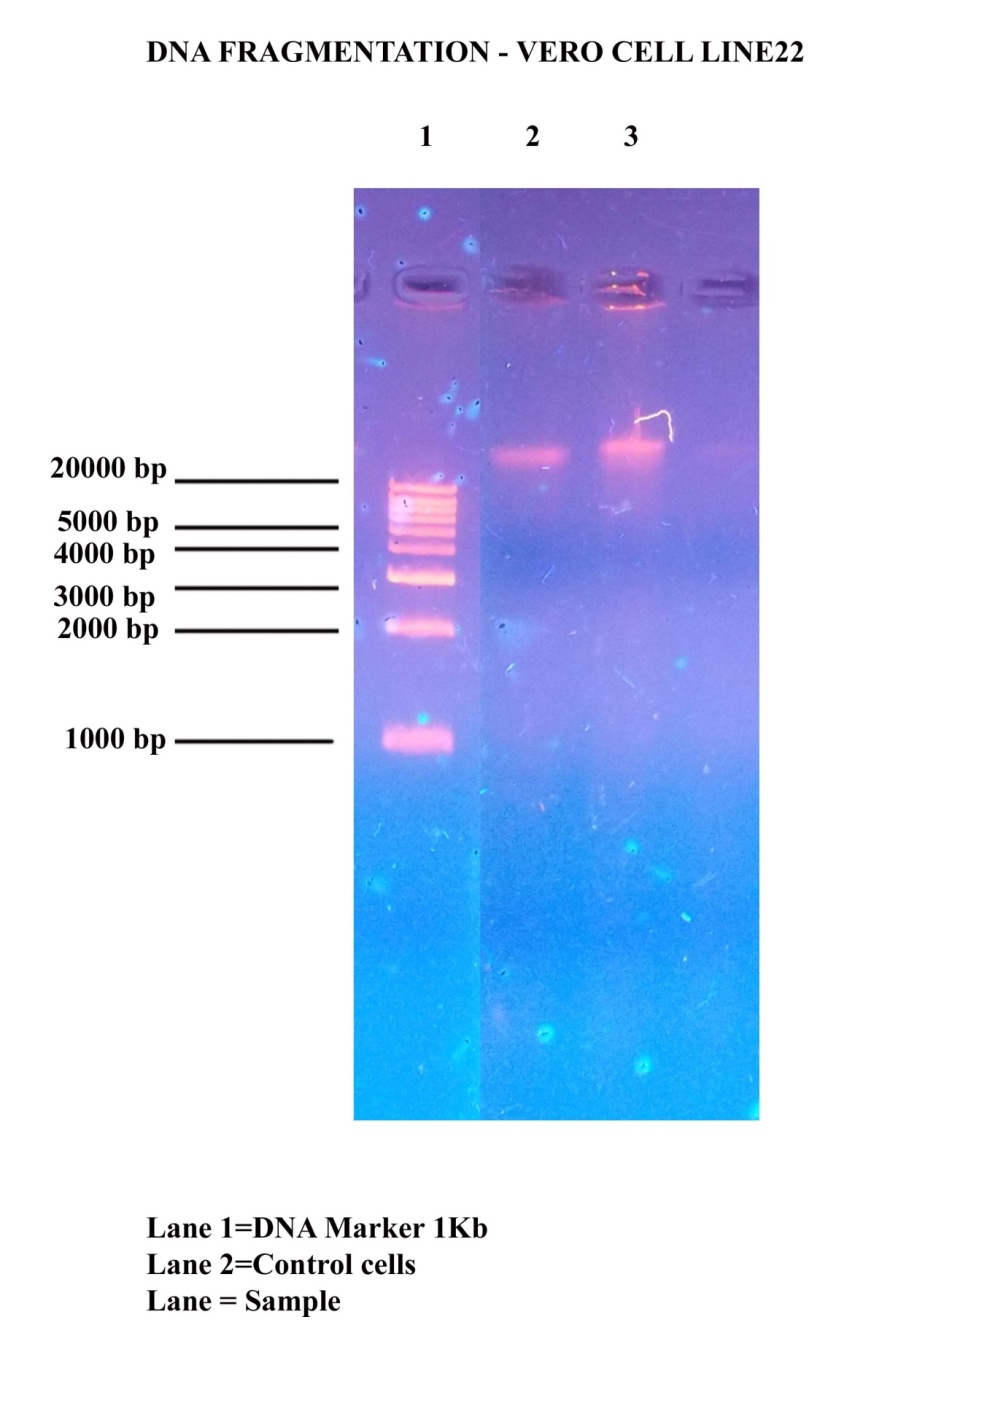 DNA FRAGMENTATION - VERO CELL LINE22
1 2 3
20000 bp
5000 bp
4000 bp
3000 bp
2000 bp
1000 bp
Lane 1=DNA Marker 1Kb
Lane 2=Control cells
Lane = Sample